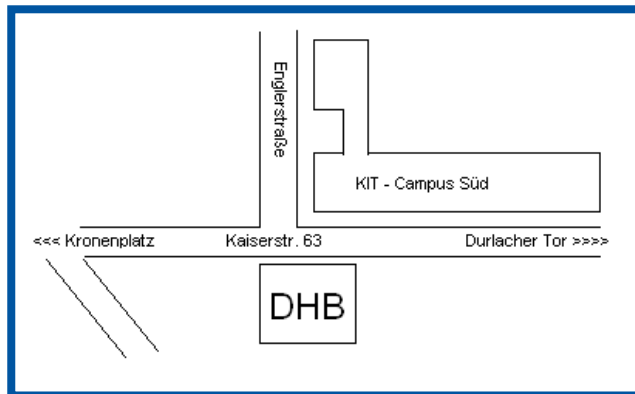 Englerstraße
KIT - Campus Süd
<<< Kronenplatz
Kaiserstr. 63
Durlacher Tor >>>>
DHB